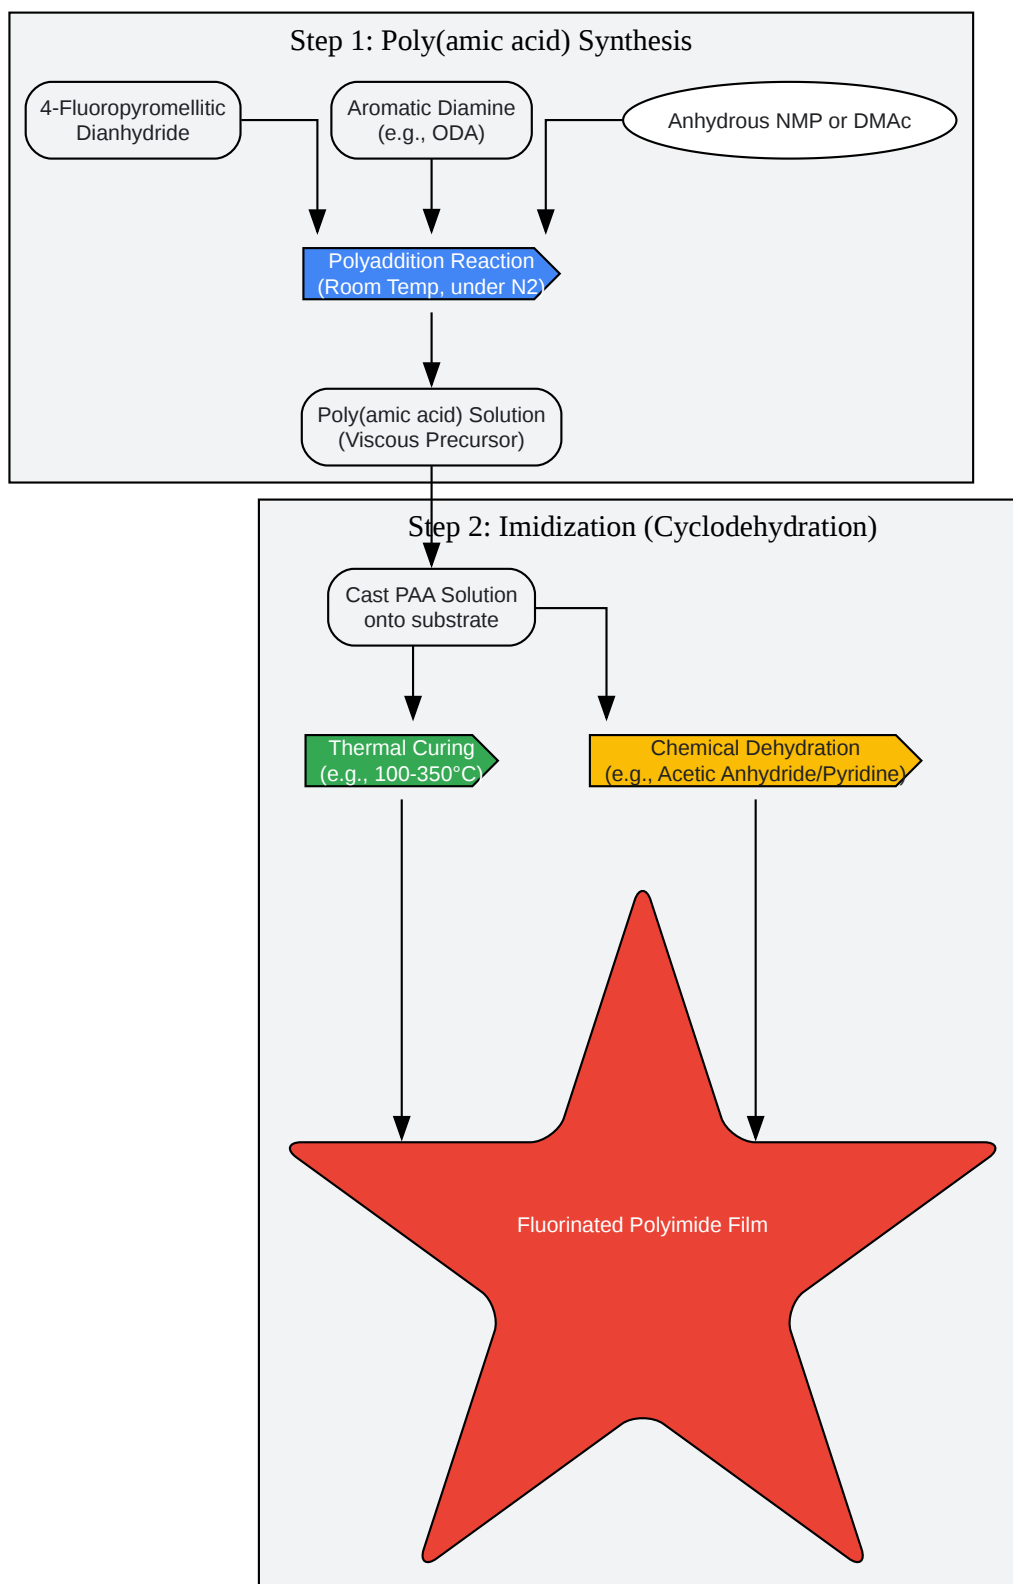 Step 1: Poly(amic acid) Synthesis
4-Fluoropyromellitic
Dianhydride
Aromatic Diamine
(e.g., ODA)
Anhydrous NMP or DMAc
Polyaddition Reaction
(Room Temp, under N2)
Poly(amic acid) Solution
(Viscous Precursor)
Step 2: Imidization (Cyclodehydration)
Cast PAA Solution
onto substrate
Thermal Curing
(e.g., 100-350°C)
Chemical Dehydration
(e.g., Acetic Anhydride/Pyridine)
Fluorinated Polyimide Film